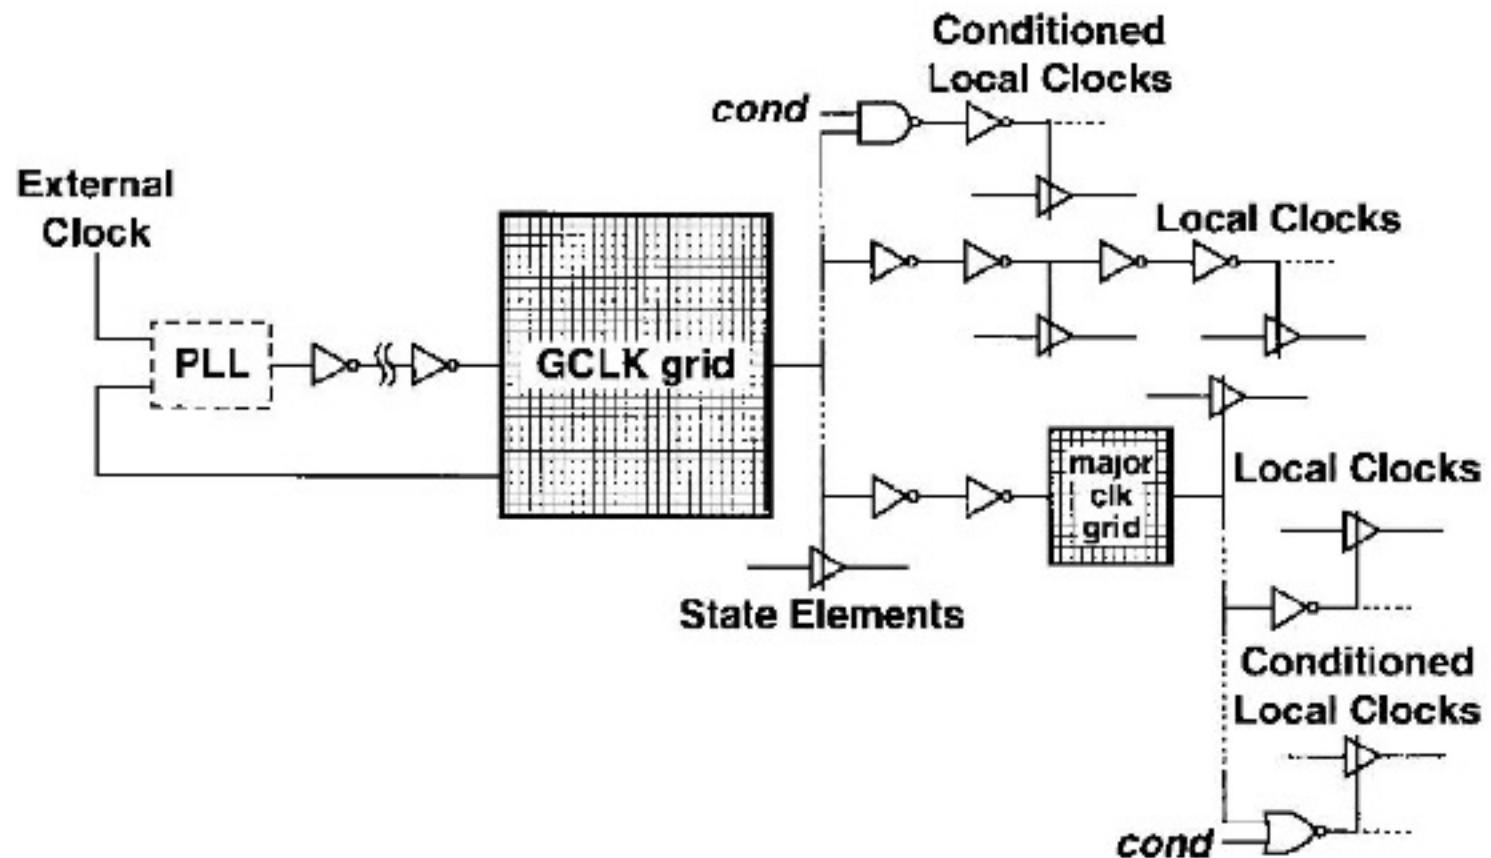 Conditioned
Local Clocks
cond
External
Clock
Local Clocks
PLL
GCLK grid
major
clk
grid
Local Clocks
State Elements
Conditioned
Local Clocks
cond